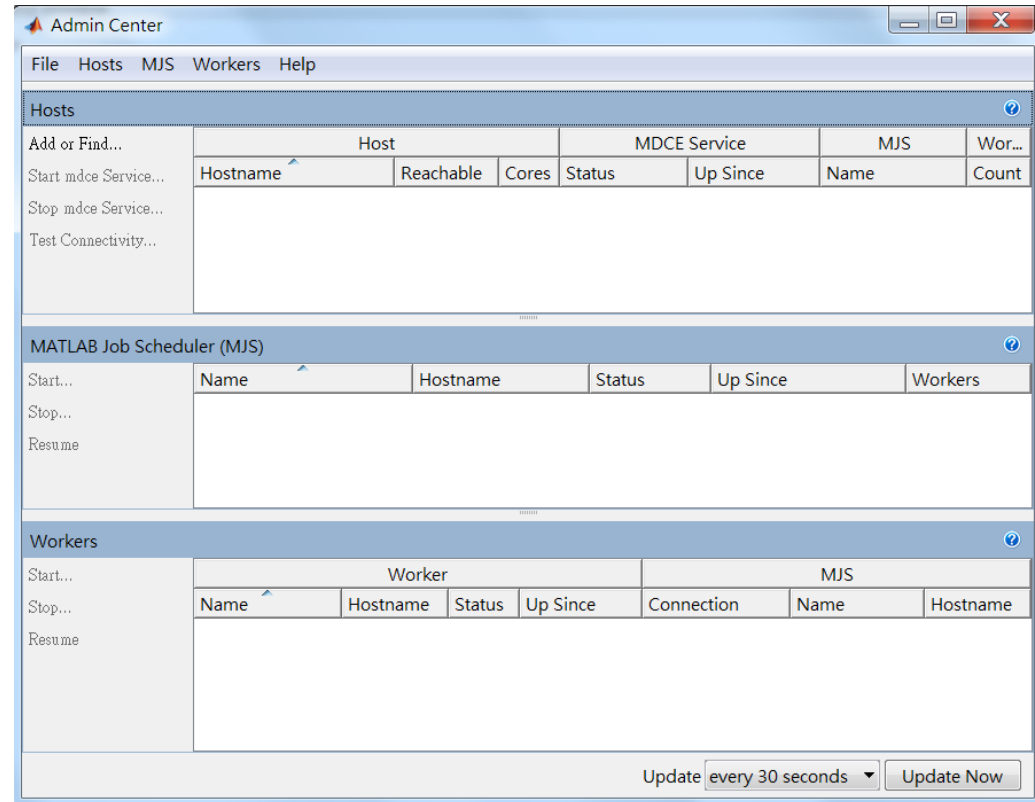 Admin Center
File Hosts MJS Workers Help
Hosts
Add or Find...
Start mdce Service...
Stop mdce Service...
Test Connectivity...
Host MDCE Service MJS Wor...
Hostname Reachable Cores Status Up Since Name Count
MATLAB Job Scheduler (MJS)
Start...
Stop...
Resume
Name Hostname Status Up Since Workers
Workers
Start...
Stop...
Resume
Worker MJS
Name Hostname Status Up Since Connection Name Hostname
Update every 30 seconds Update Now